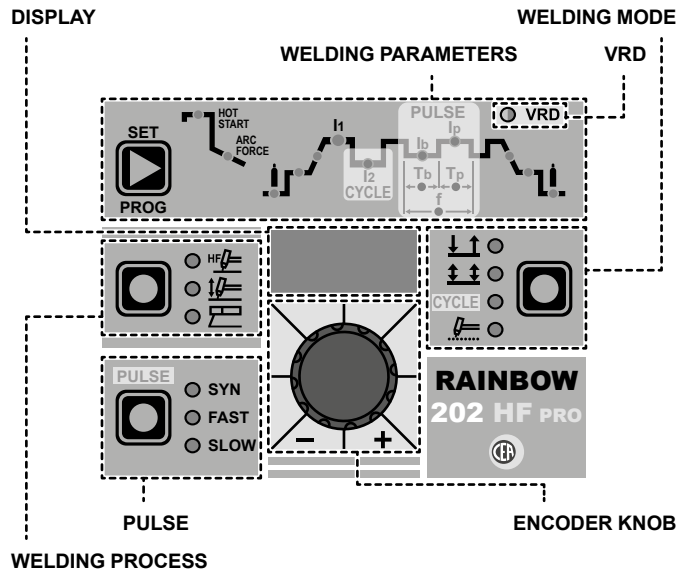 DISPLAY
WELDING MODE
WELDING PARAMETERS
VRD
SET
PROG
HOT
START
ARC
FORCE
I1
I2
CYCLE
PULSE
Ib
Ip
Tb
Tp
f
VRD
HF
CYCLE
PULSE
SYN
FAST
SLOW
− +
RAINBOW
202 HF PRO
CEA
PULSE
ENCODER KNOB
WELDING PROCESS